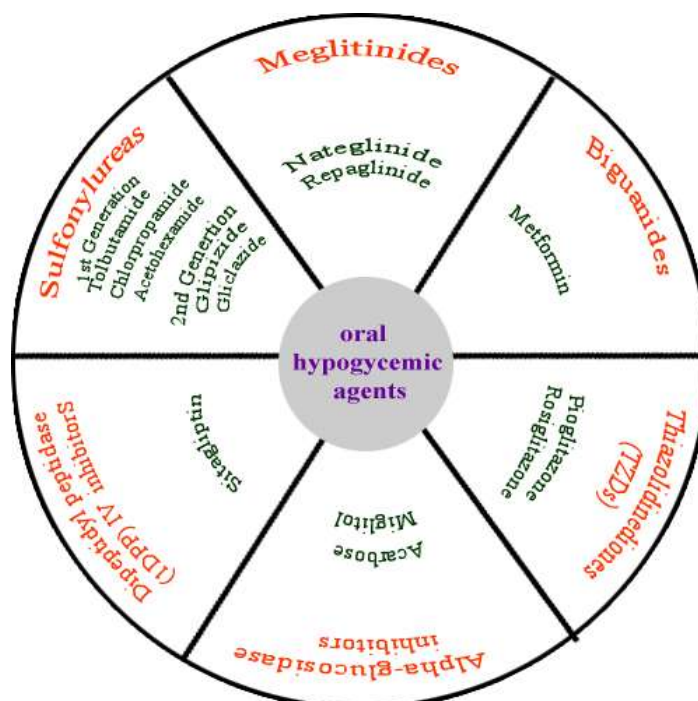 Meglitinides
Nateglinide
Repaglinide
Biguanides
Metformin
Thiazolidinediones
(TZDs)
Pioglitazone
Rosiglitazone
Alpha-glucosidase
inhibitors
Acarbose
Miglitol
Dipeptidyl peptidase
(1DPP) IV inhibitorS
Sitagliptin
Sulfonylureas
1st Generation
Tolbutamide
Chlorpropamide
Acetohexamide
2nd Genertion
Glipizide
Gliclazide
oral
hypogycemic
agents